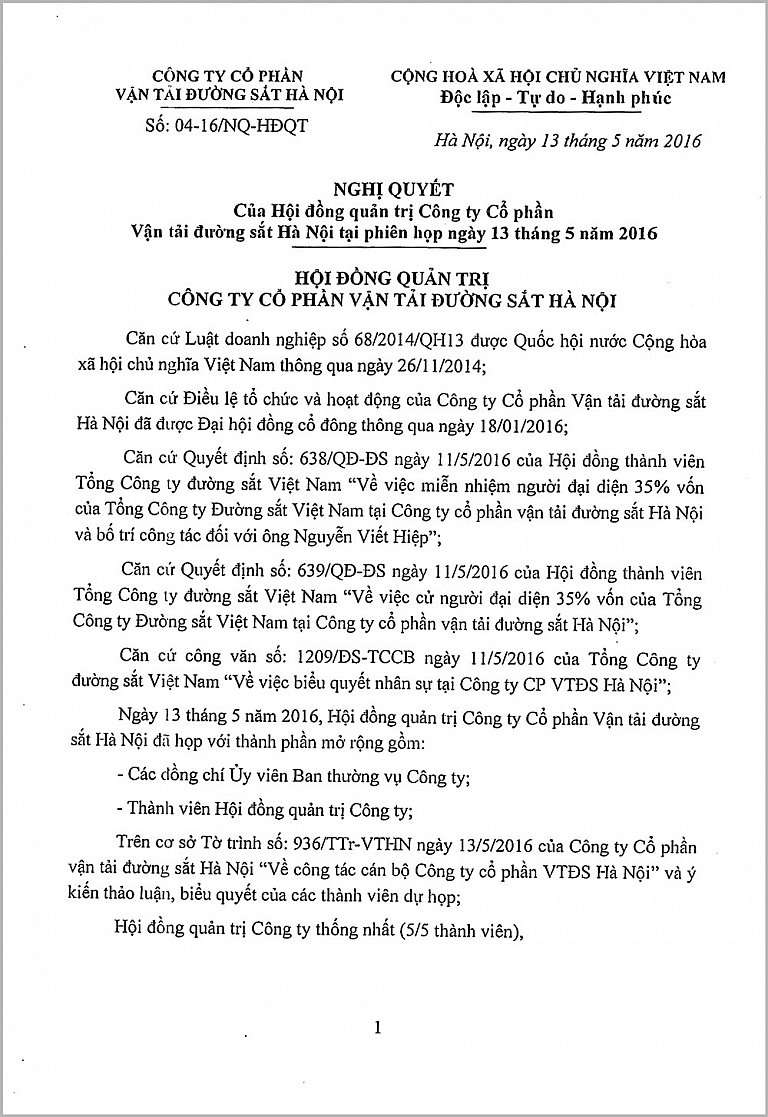 CÔNG TY CỔ PHẦN
VẬN TẢI ĐƯỜNG SẮT HÀ NỘI
Số: 04-16/NQ-HĐQT
CỘNG HOÀ XÃ HỘI CHỦ NGHĨA VIỆT NAM
Độc lập - Tự do - Hạnh phúc
Hà Nội, ngày 13 tháng 5 năm 2016
NGHỊ QUYẾT
Của Hội đồng quản trị Công ty Cổ phần
Vận tải đường sắt Hà Nội tại phiên họp ngày 13 tháng 5 năm 2016
HỘI ĐỒNG QUẢN TRỊ
CÔNG TY CỔ PHẦN VẬN TẢI ĐƯỜNG SẮT HÀ NỘI
Căn cứ Luật doanh nghiệp số 68/2014/QH13 được Quốc hội nước Cộng hòa
xã hội chủ nghĩa Việt Nam thông qua ngày 26/11/2014;
Căn cứ Điều lệ tổ chức và hoạt động của Công ty Cổ phần Vận tải đường sắt
Hà Nội đã được Đại hội đồng cổ đông thông qua ngày 18/01/2016;
Căn cứ Quyết định số: 638/QĐ-ĐS ngày 11/5/2016 của Hội đồng thành viên
Tổng Công ty đường sắt Việt Nam “Về việc miễn nhiệm người đại diện 35% vốn
của Tổng Công ty Đường sắt Việt Nam tại Công ty cổ phần vận tải đường sắt Hà Nội
và bố trí công tác đối với ông Nguyễn Viết Hiệp”;
Căn cứ Quyết định số: 639/QĐ-ĐS ngày 11/5/2016 của Hội đồng thành viên
Tổng Công ty đường sắt Việt Nam “Về việc cử người đại diện 35% vốn của Tổng
Công ty Đường sắt Việt Nam tại Công ty cổ phần vận tải đường sắt Hà Nội”;
Căn cứ công văn số: 1209/ĐS-TCCB ngày 11/5/2016 của Tổng Công ty
đường sắt Việt Nam “Về việc biểu quyết nhân sự tại Công ty CP VTĐS Hà Nội”;
Ngày 13 tháng 5 năm 2016, Hội đồng quản trị Công ty Cổ phần Vận tải đường
sắt Hà Nội đã họp với thành phần mở rộng gồm:
- Các đồng chí Ủy viên Ban thường vụ Công ty;
- Thành viên Hội đồng quản trị Công ty;
Trên cơ sở Tờ trình số: 936/TTr-VTHN ngày 13/5/2016 của Công ty Cổ phần
vận tải đường sắt Hà Nội “Về công tác cán bộ Công ty cổ phần VTĐS Hà Nội” và ý
kiến thảo luận, biểu quyết của các thành viên dự họp;
Hội đồng quản trị Công ty thống nhất (5/5 thành viên),
1